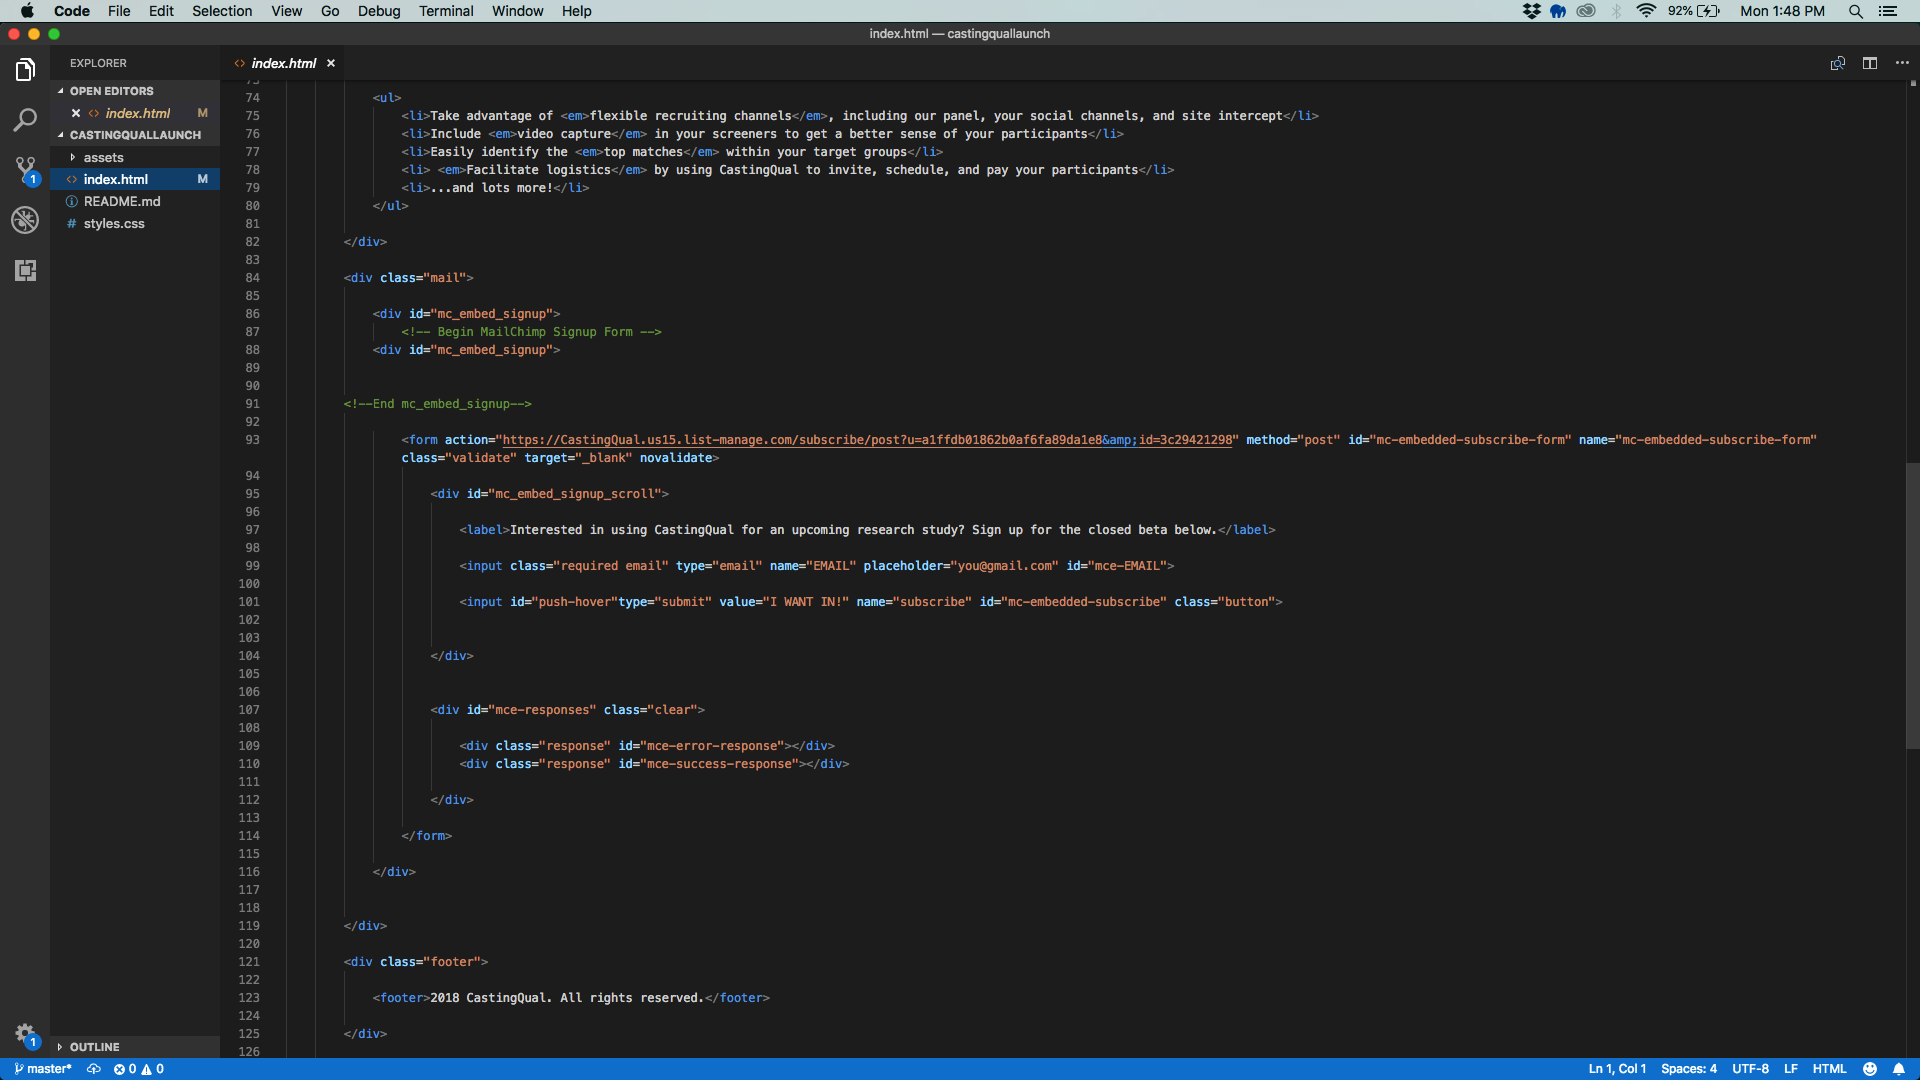 Code File Edit Selection View Go Debug Terminal Window Help 92% Mon 1:48 PM
index.html — castingquallaunch
EXPLORER
OPEN EDITORS
× <> index.html M
CASTINGQUALLAUNCH
assets
<> index.html M
README.md
# styles.css
OUTLINE
1
1
<> index.html ×
74 <ul>
75 <li>Take advantage of <em>flexible recruiting channels</em>, including our panel, your social channels, and site intercept</li>
76 <li>Include <em>video capture</em> in your screeners to get a better sense of your participants</li>
77 <li>Easily identify the <em>top matches</em> within your target groups</li>
78 <li> <em>Facilitate logistics</em> by using CastingQual to invite, schedule, and pay your participants</li>
79 <li>...and lots more!</li>
80 </ul>
81
82 </div>
83
84 <div class="mail">
85
86 <div id="mc_embed_signup">
87 <!-- Begin MailChimp Signup Form -->
88 <div id="mc_embed_signup">
89
90
91 <!--End mc_embed_signup-->
92
93 <form action="https://CastingQual.us15.list-manage.com/subscribe/post?u=a1ffdb01862b0af6fa89da1e8&amp;id=3c29421298" method="post" id="mc-embedded-subscribe-form" name="mc-embedded-subscribe-form"
class="validate" target="_blank" novalidate>
94
95 <div id="mc_embed_signup_scroll">
96
97 <label>Interested in using CastingQual for an upcoming research study? Sign up for the closed beta below.</label>
98
99 <input class="required email" type="email" name="EMAIL" placeholder="you@gmail.com" id="mce-EMAIL">
100
101 <input id="push-hover"type="submit" value="I WANT IN!" name="subscribe" id="mc-embedded-subscribe" class="button">
102
103
104 </div>
105
106
107 <div id="mce-responses" class="clear">
108
109 <div class="response" id="mce-error-response"></div>
110 <div class="response" id="mce-success-response"></div>
111
112 </div>
113
114 </form>
115
116 </div>
117
118
119 </div>
120
121 <div class="footer">
122
123 <footer>2018 CastingQual. All rights reserved.</footer>
124
125 </div>
126
master* 0 0 Ln 1, Col 1 Spaces: 4 UTF-8 LF HTML